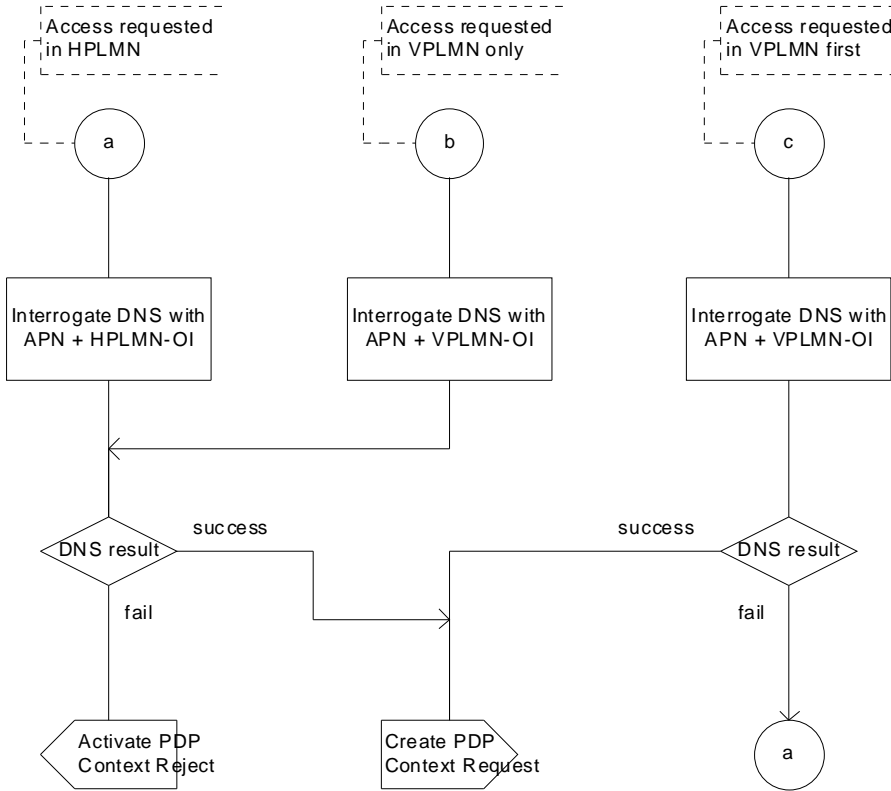 Access requested
in HPLMN
Access requested
in VPLMN only
Access requested
in VPLMN first
a
b
c
Interrogate DNS with
APN + HPLMN-OI
Interrogate DNS with
APN + VPLMN-OI
Interrogate DNS with
APN + VPLMN-OI
success
success
DNS result
DNS result
fail
fail
Activate PDP
Context Reject
Create PDP
Context Request
a